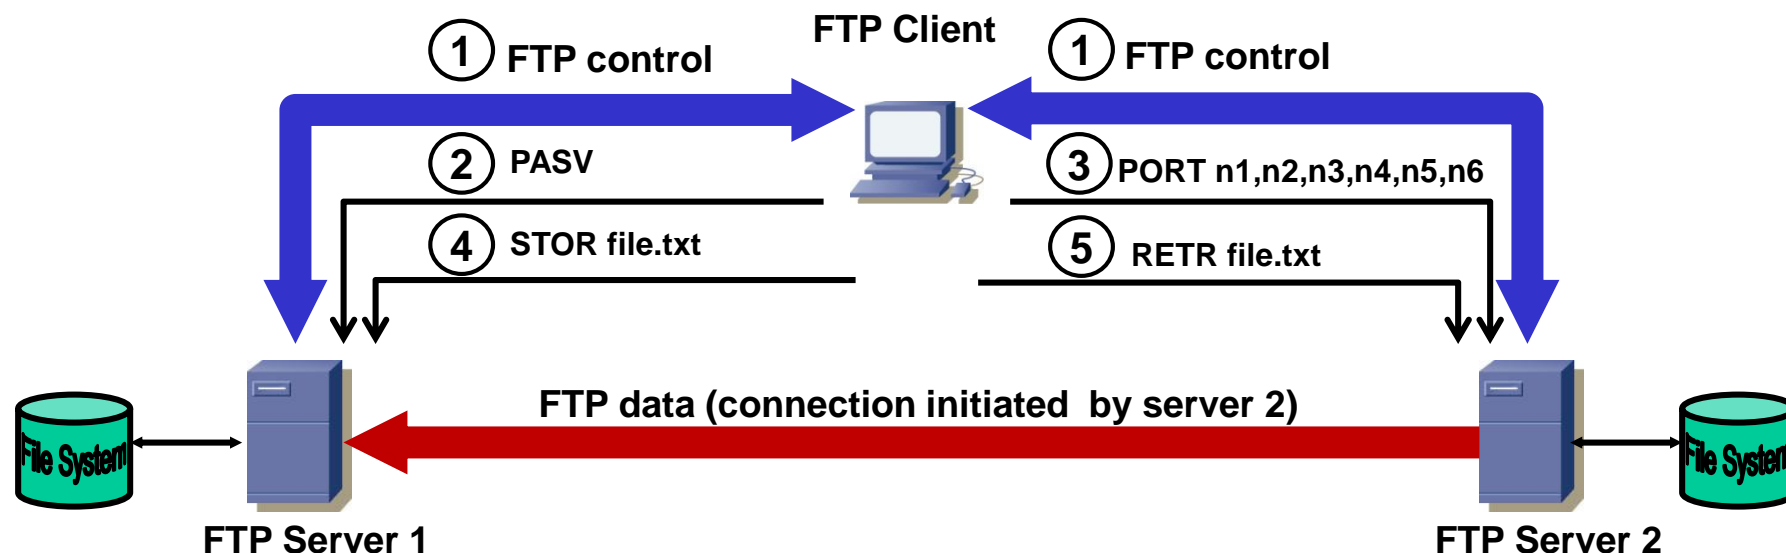 FTP Client
1 FTP control
1 FTP control
2 PASV
3 PORT n1,n2,n3,n4,n5,n6
4 STOR file.txt
5 RETR file.txt
FTP data (connection initiated by server 2)
File System
File System
FTP Server 1
FTP Server 2